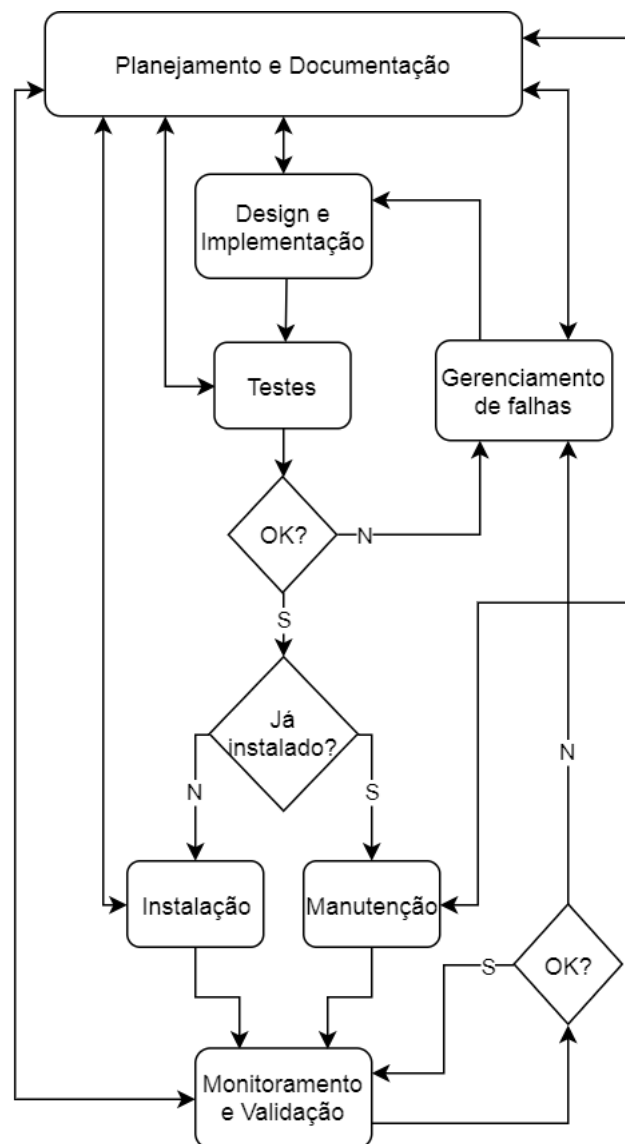 Planejamento e Documentação
Design e
Implementação
Testes
Gerenciamento
de falhas
OK?
N
S
Já
instalado?
N
S
N
Instalação
Manutenção
S
OK?
Monitoramento
e Validação